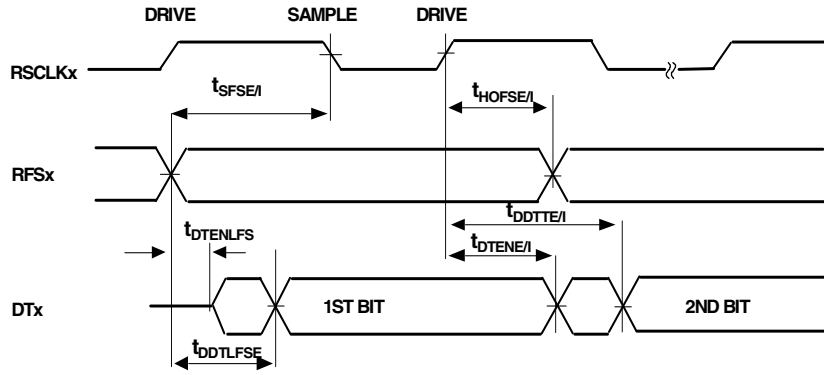 DRIVE SAMPLE DRIVE
RSCLKx
tSFSE/I tHOFSE/I
RFSx
tDTENLFS tDDTTE/I
tDTENE/I
DTx 1ST BIT 2ND BIT
tDDTLFSE